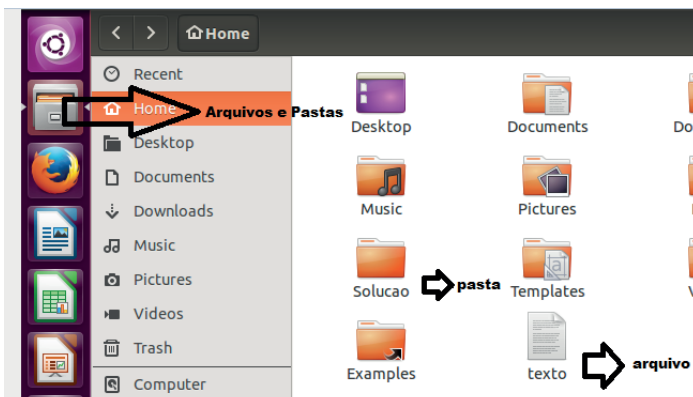 Home
Recent
Home
Arquivos e Pastas
Desktop
Documents
Downloads
Music
Pictures
Videos
Trash
Computer
Desktop
Documents
Do
Music
Pictures
Solucao
pasta
Templates
Examples
texto
arquivo